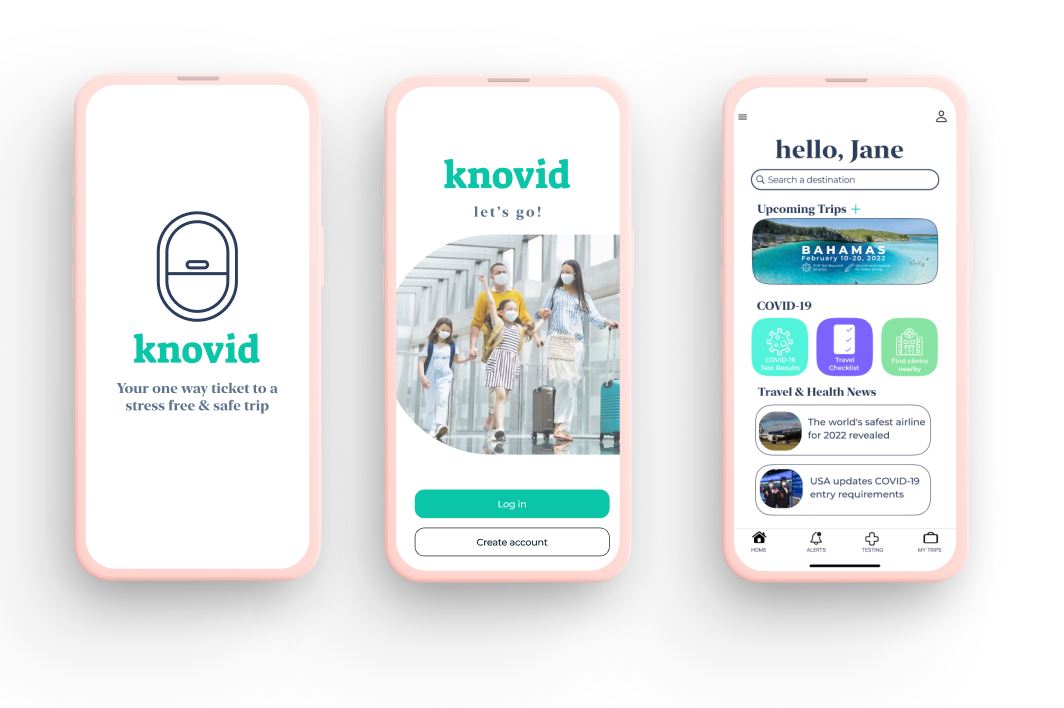 knovid
Your one way ticket to a
stress free & safe trip
knovid
let's go!
Log in
Create account
hello, Jane
Search a destination
Upcoming Trips +
BAHAMAS
February 10-20, 2022
COVID-19
COVID-19
Test Results
Travel
Checklist
Find clinics
nearby
Travel & Health News
The world's safest airline
for 2022 revealed
USA updates COVID-19
entry requirements
HOME
ALERTS
TESTING
MY TRIPS